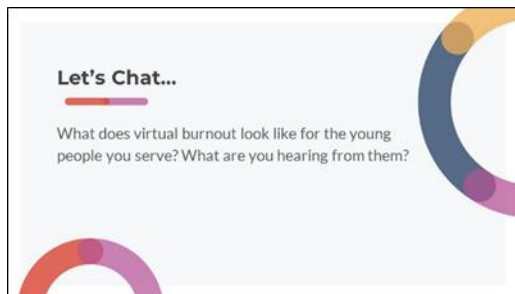 Let's Chat...
What does virtual burnout look like for the young
people you serve? What are you hearing from them?